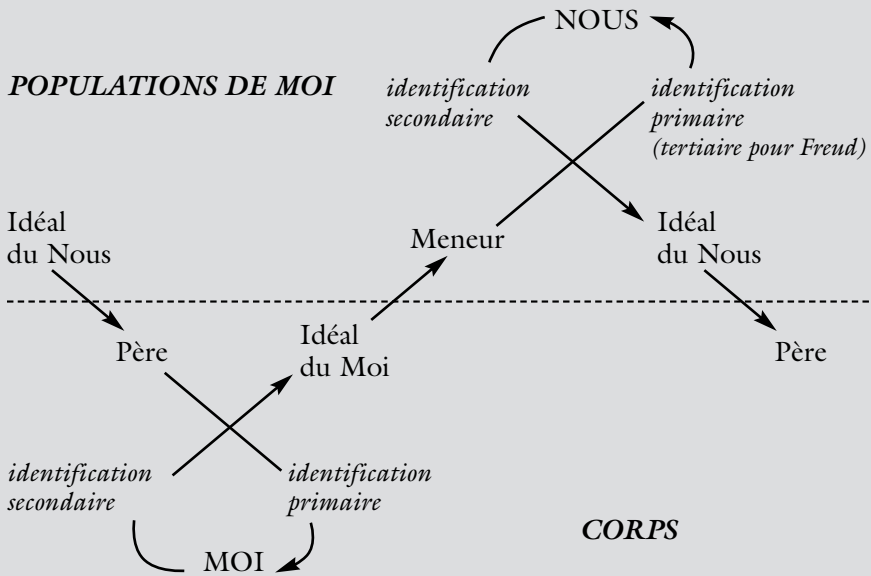 NOUS
POPULATIONS DE MOI
identification
secondaire
identification
primaire
(tertiaire pour Freud)
Idéal
du Nous
Meneur
Idéal
du Nous
Père
Idéal
du Moi
Père
identification
secondaire
identification
primaire
CORPS
MOI